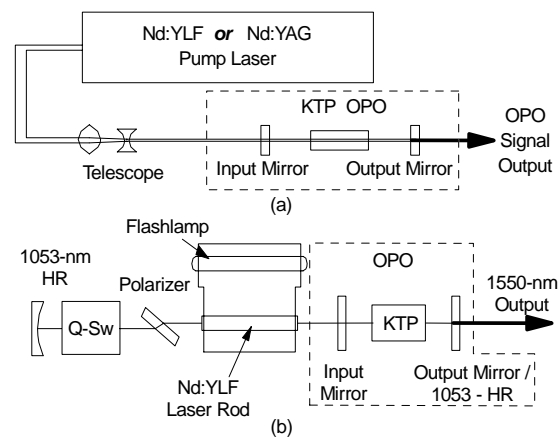 Nd:YLF or Nd:YAG
Pump Laser
KTP OPO
OPO
Signal
Output
Telescope
Input Mirror
Output Mirror
(a)
Flashlamp
1053-nm
HR
Polarizer
OPO
1550-nm
Output
Q-Sw
KTP
Nd:YLF
Laser Rod
Input
Mirror
Output Mirror /
1053 - HR
(b)